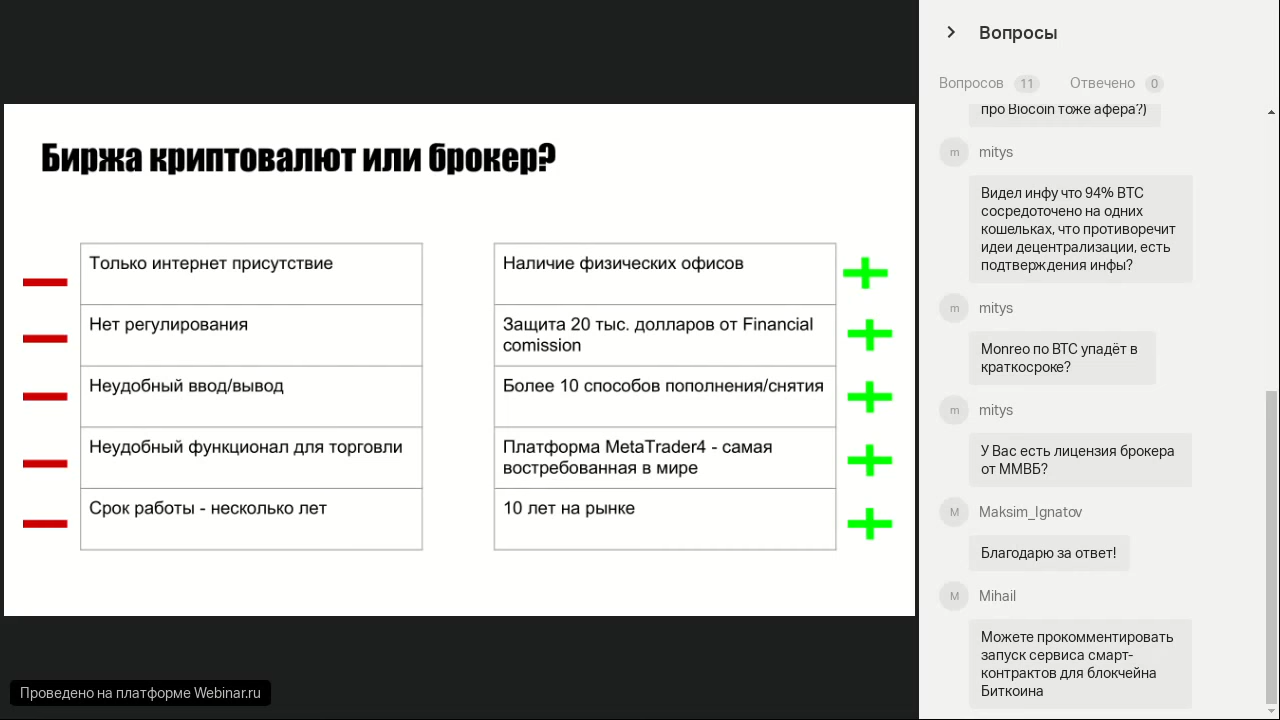 Биржа криптовалют или брокер?
Только интернет присутствие
Нет регулирования
Неудобный ввод/вывод
Неудобный функционал для торговли
Срок работы - несколько лет
Наличие физических офисов
Защита 20 тыс. долларов от Financial
comission
Более 10 способов пополнения/снятия
Платформа MetaTrader4 - самая
востребованная в мире
10 лет на рынке
Проведено на платформе Webinar.ru
Вопросы
Вопросов 11 Отвечено 0
про Biocoin тоже афера?)
m mitys
Видел инфу что 94% BTC
сосредоточено на одних
кошельках, что противоречит
идеи децентрализации, есть
подтверждения инфы?
m mitys
Monreo по BTC упадёт в
краткосроке?
m mitys
У Вас есть лицензия брокера
от ММВБ?
M Maksim_Ignatov
Благодарю за ответ!
M Mihail
Можете прокомментировать
запуск сервиса смарт-
контрактов для блокчейна
Биткоина